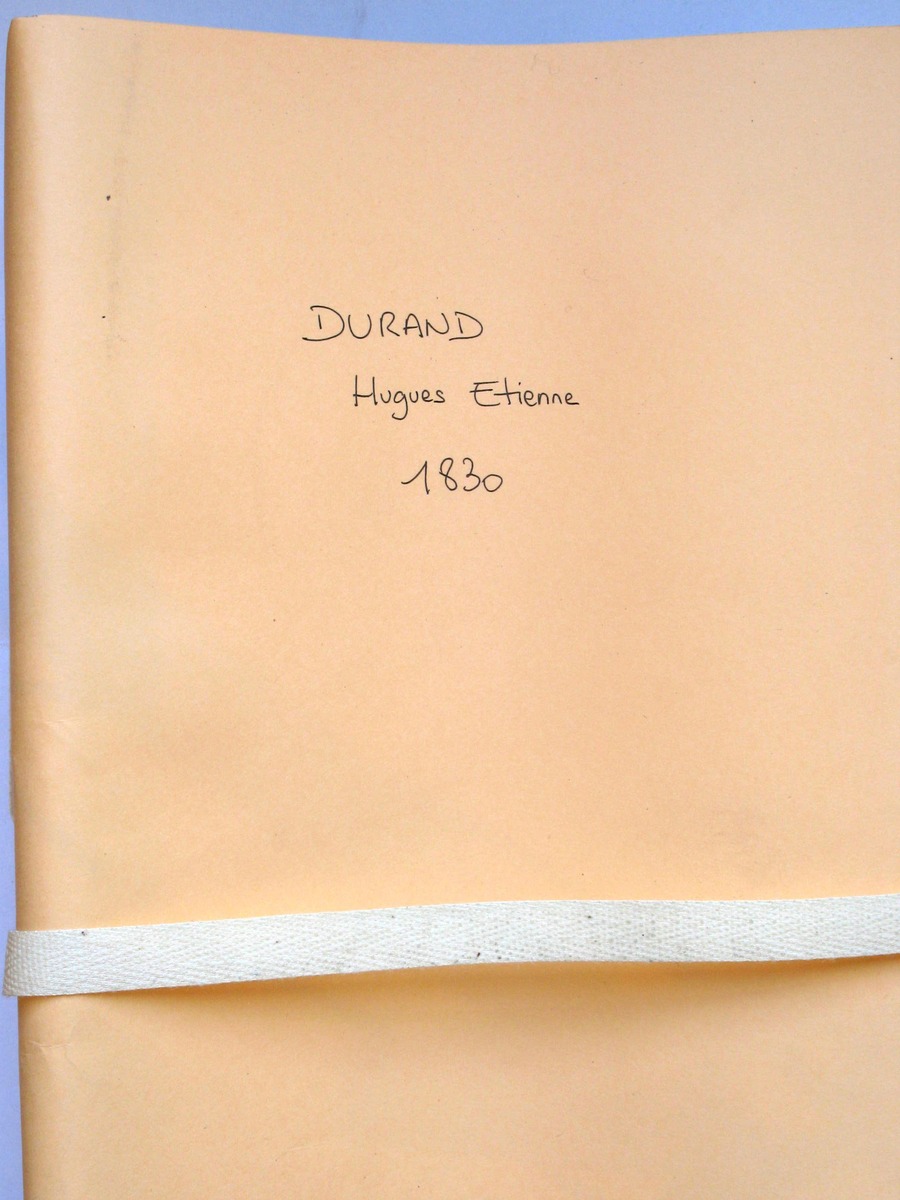 DURAND
Hugues Etienne
1830